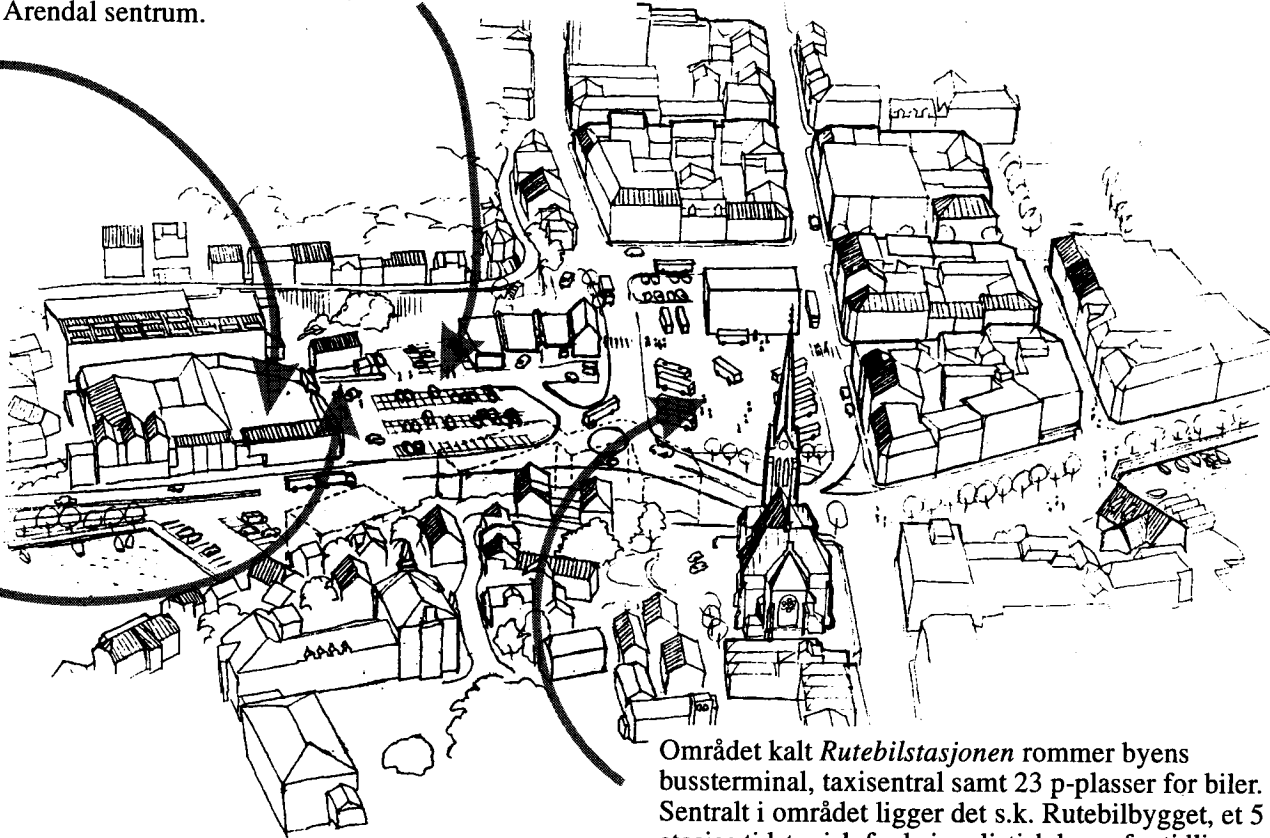 Arendal sentrum.
Området kalt Rutebilstasjonen rommer byens
bussterminal, taxisentral samt 23 p-plasser for biler.
Sentralt i området ligger det s.k. Rutebilbygget, et 5